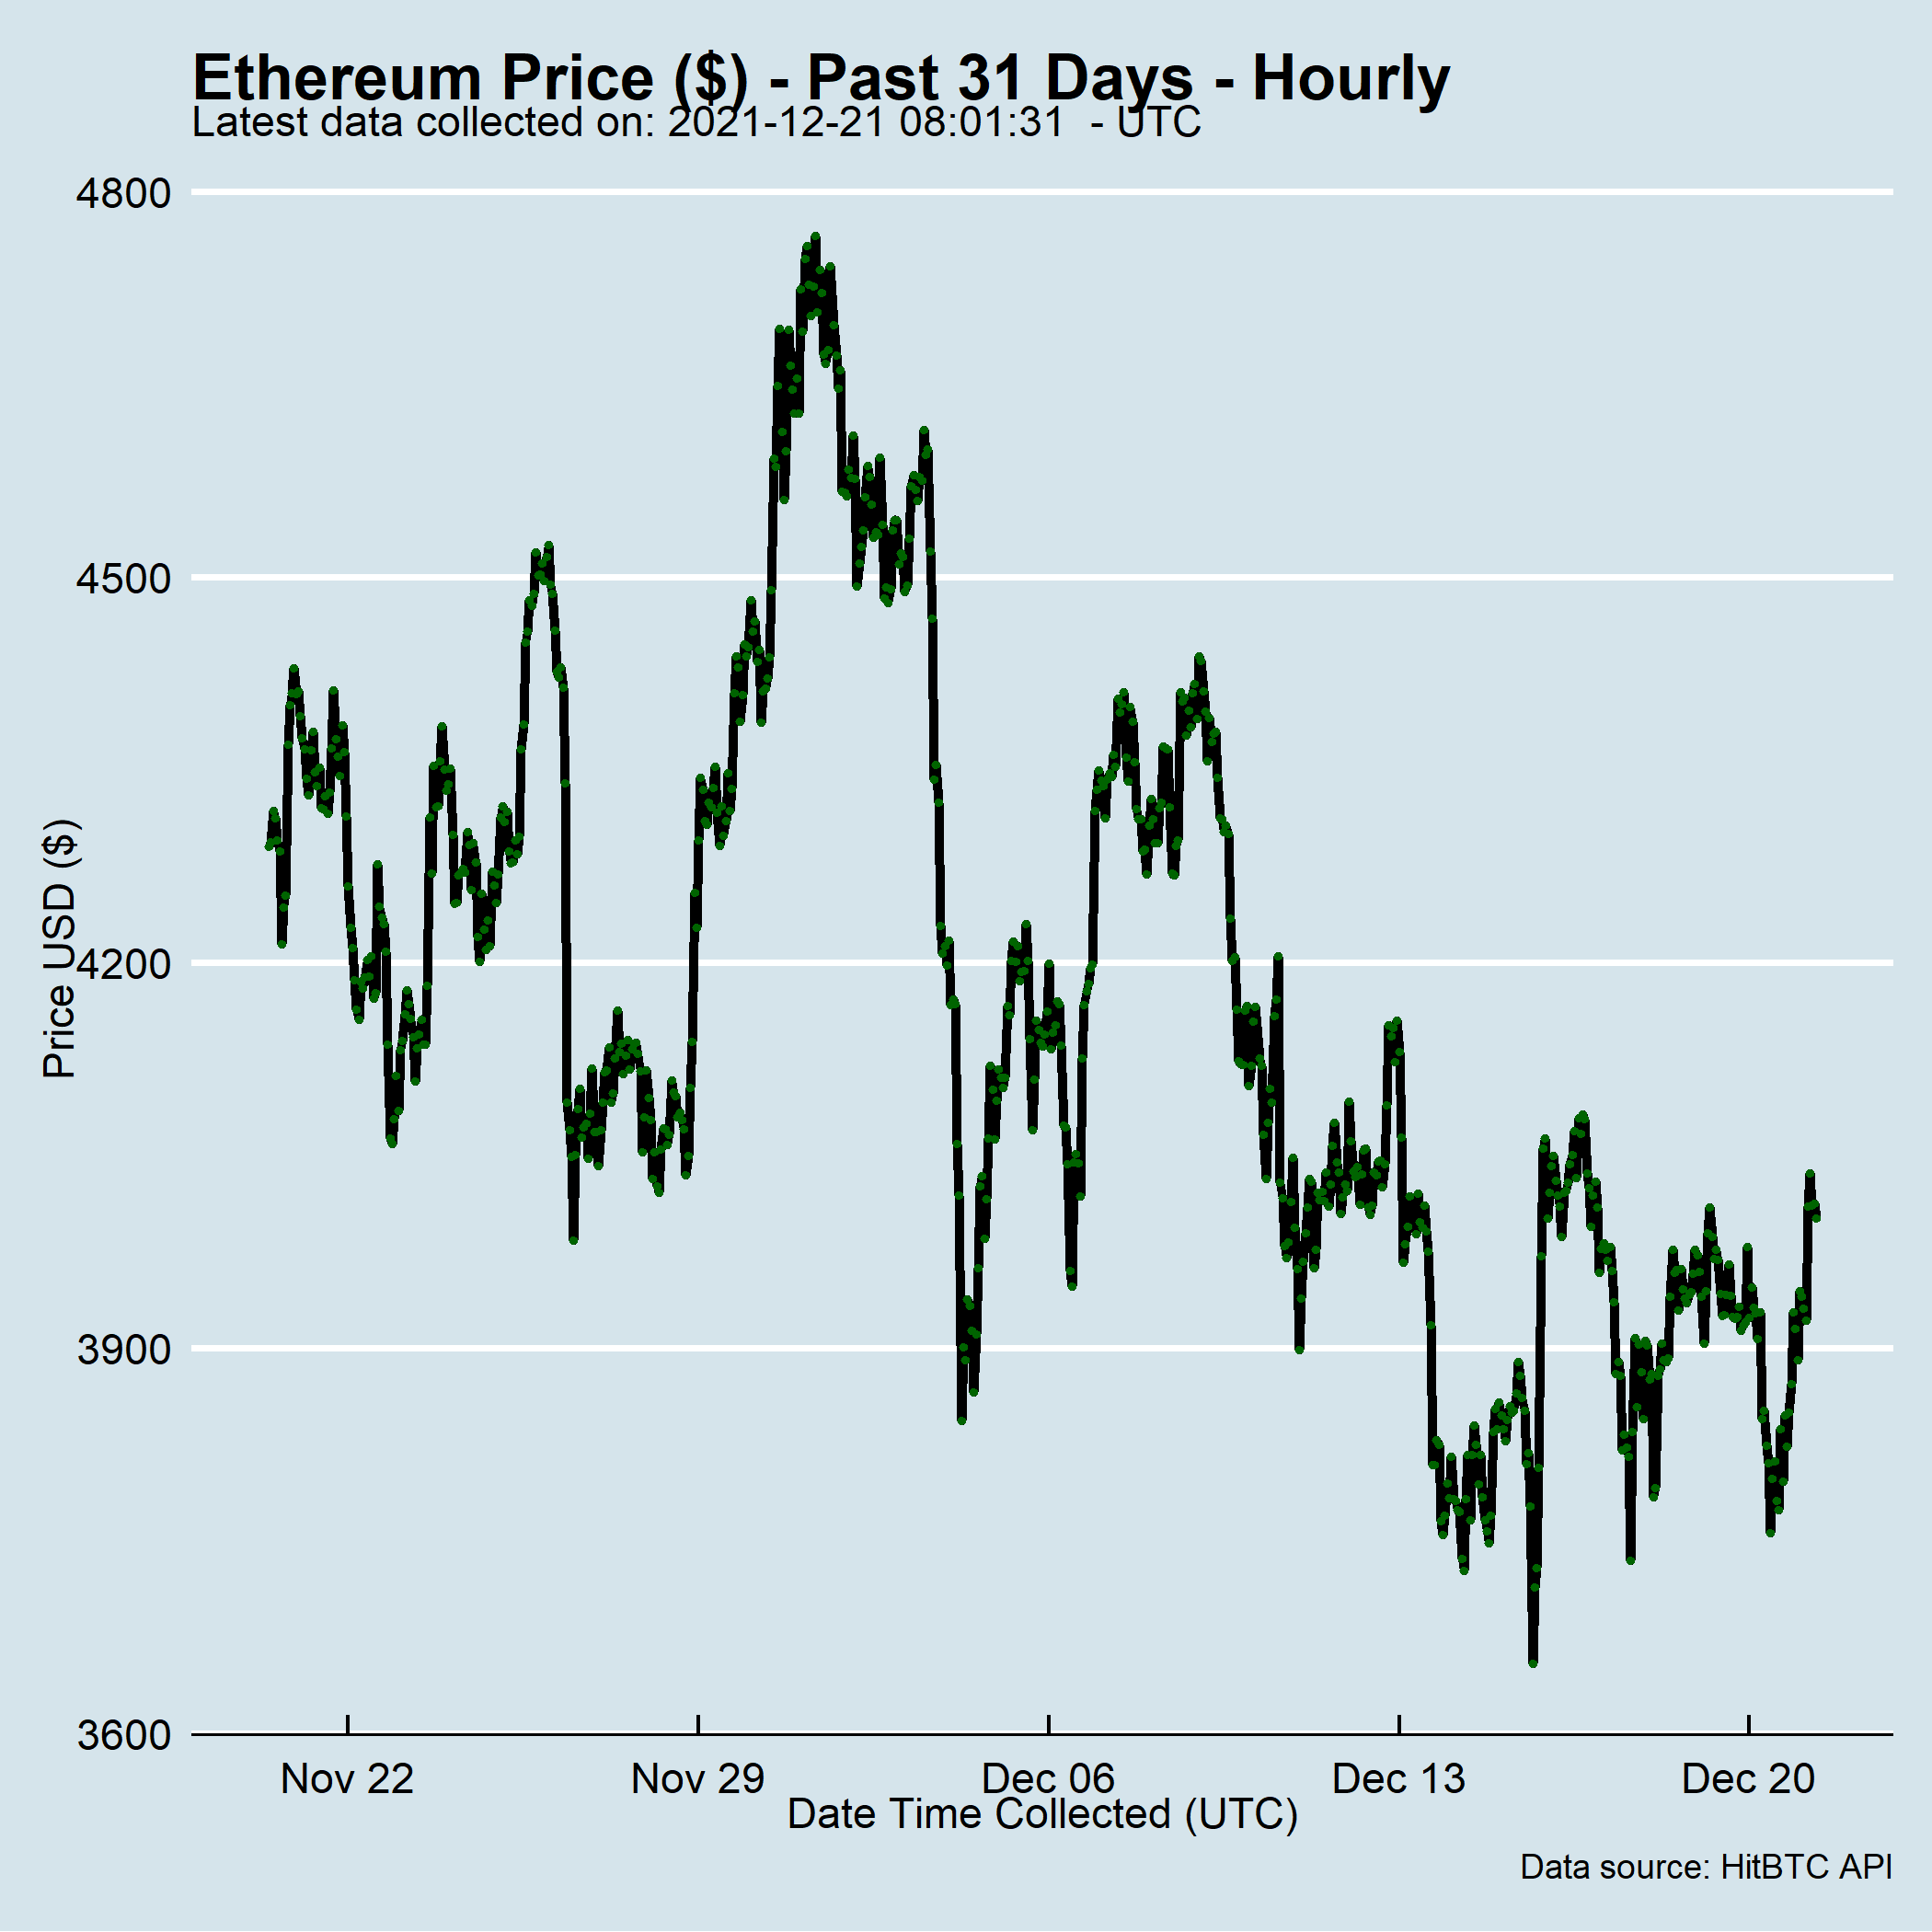 Ethereum Price ($) - Past 31 Days - Hourly
Latest data collected on: 2021-12-21 08:01:31  - UTC
4800
4500
4200
3900
3600
Price USD ($)
Nov 22 Nov 29 Dec 06 Dec 13 Dec 20
Date Time Collected (UTC)
Data source: HitBTC API